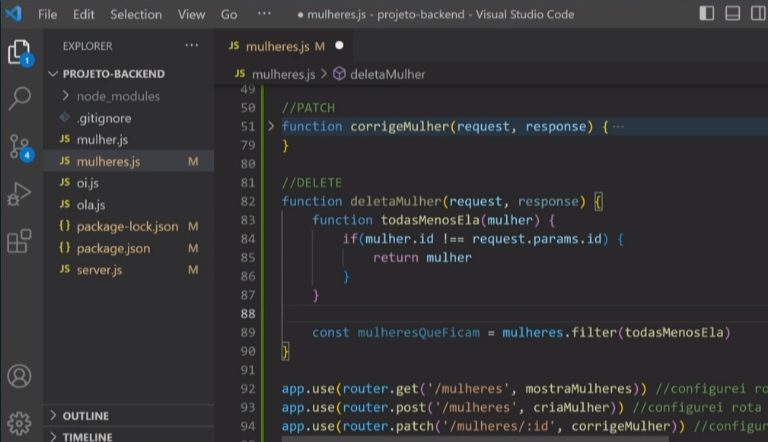 File Edit Selection View Go ··· ● mulheres.js - projeto-backend - Visual Studio Code
EXPLORER ···
PROJETO-BACKEND
node_modules
.gitignore
JS mulher.js
JS mulheres.js M
JS oi.js
JS ola.js
{} package-lock.json M
{} package.json M
JS server.js M
OUTLINE
TIMELINE
1
4
JS mulheres.js M ●
JS mulheres.js > deletaMulher
49
50 //PATCH
51 > function corrigeMulher(request, response) { ···
79 }
80
81 //DELETE
82 function deletaMulher(request, response) {
83 function todasMenosEla(mulher) {
84 if(mulher.id !== request.params.id) {
85 return mulher
86 }
87 }
88
89 const mulheresQueFicam = mulheres.filter(todasMenosEla)
90 }
91
92 app.use(router.get('/mulheres', mostraMulheres)) //configurei ro
93 app.use(router.post('/mulheres', criaMulher)) //configurei rota
94 app.use(router.patch('/mulheres/:id', corrigeMulher)) //configur